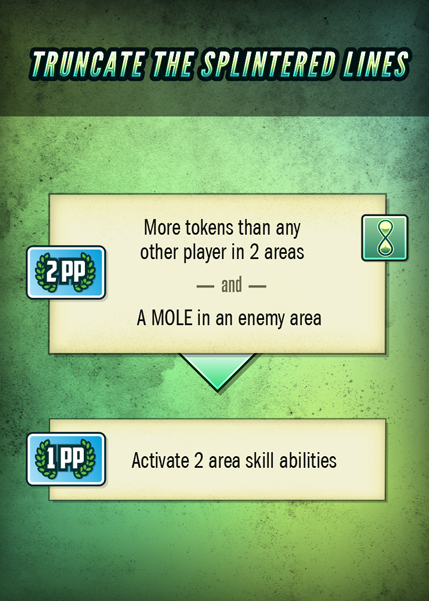 TRUNCATE THE SPLINTERED LINES
More tokens than any
other player in 2 areas
— and —
A MOLE in an enemy area
2 PP
1 PP
Activate 2 area skill abilities